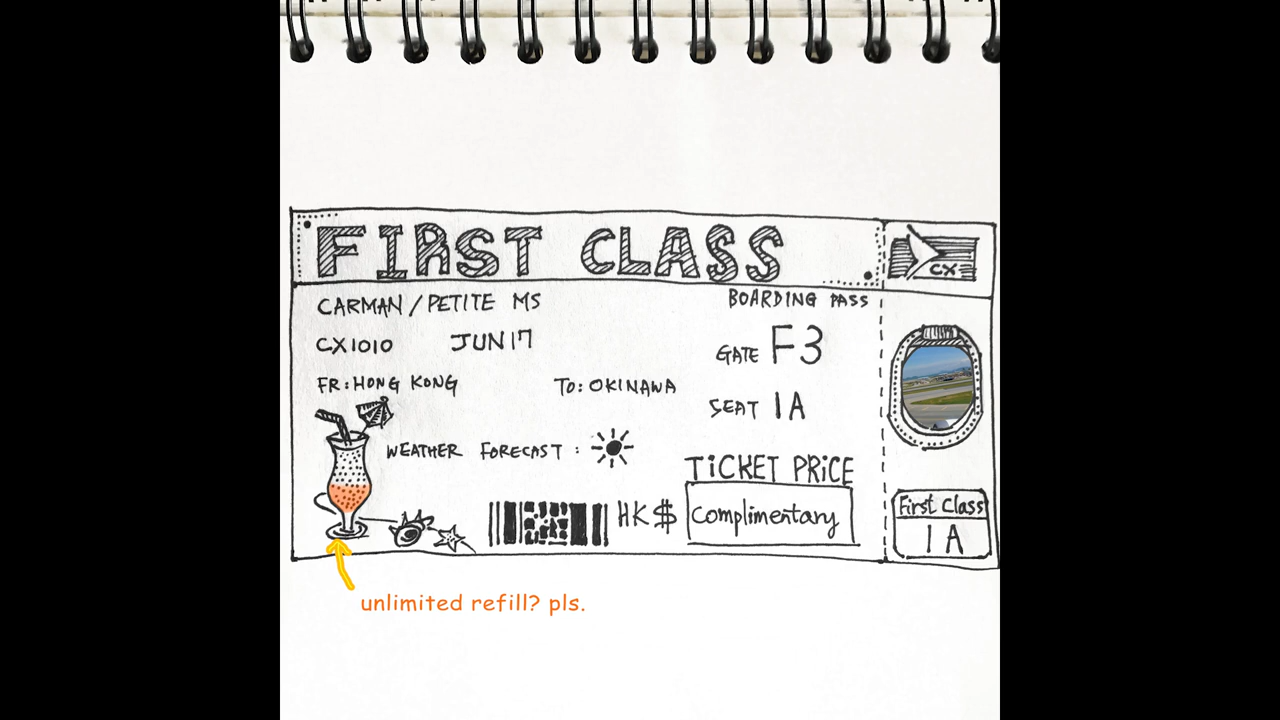 FIRST CLASS
CX
CARMAN/PETITE MS
BOARDING PASS
CX1010 JUN17
GATE F3
FR: HONG KONG TO: OKINAWA
SEAT 1A
WEATHER FORECAST :
TICKET PRICE
HK$ Complimentary
First Class
1A
unlimited refill? pls.